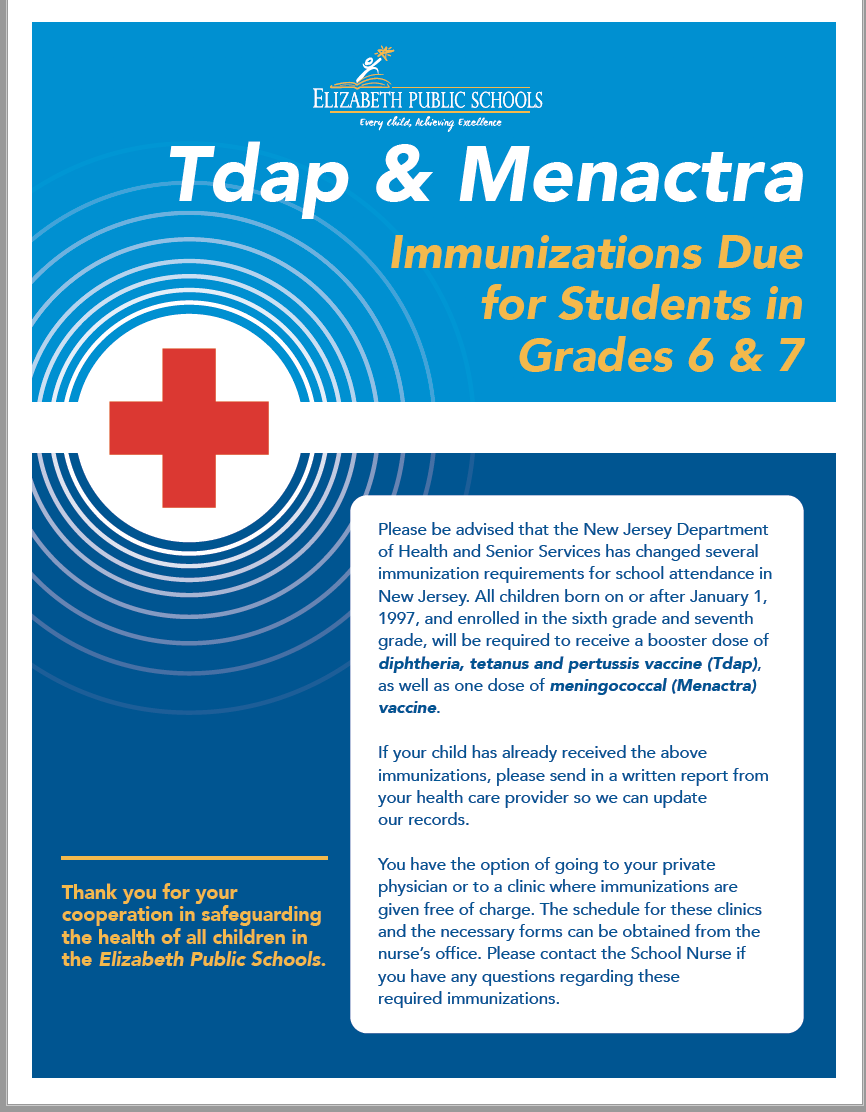 ELIZABETH PUBLIC SCHOOLS
Every Child, Achieving Excellence
Tdap & Menactra
Immunizations Due
for Students in
Grades 6 & 7
Please be advised that the New Jersey Department
of Health and Senior Services has changed several
immunization requirements for school attendance in
New Jersey. All children born on or after January 1,
1997, and enrolled in the sixth grade and seventh
grade, will be required to receive a booster dose of
diphtheria, tetanus and pertussis vaccine (Tdap),
as well as one dose of meningococcal (Menactra)
vaccine.
If your child has already received the above
immunizations, please send in a written report from
your health care provider so we can update
our records.
You have the option of going to your private
physician or to a clinic where immunizations are
given free of charge. The schedule for these clinics
and the necessary forms can be obtained from the
nurse's office. Please contact the School Nurse if
you have any questions regarding these
required immunizations.
Thank you for your
cooperation in safeguarding
the health of all children in
the Elizabeth Public Schools.